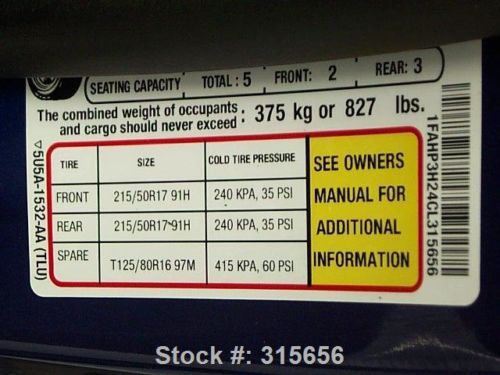 SEATING CAPACITY TOTAL : 5 FRONT: 2 REAR: 3
The combined weight of occupants
and cargo should never exceed : 375 kg or 827 lbs.
TIRE SIZE COLD TIRE PRESSURE
FRONT 215/50R17 91H 240 KPA, 35 PSI
REAR 215/50R17 91H 240 KPA, 35 PSI
SPARE T125/80R16 97M 415 KPA, 60 PSI
SEE OWNERS
MANUAL FOR
ADDITIONAL
INFORMATION
5U5A-1532-AA (TLU)
1FAHP3H24CL315656
Stock #: 315656